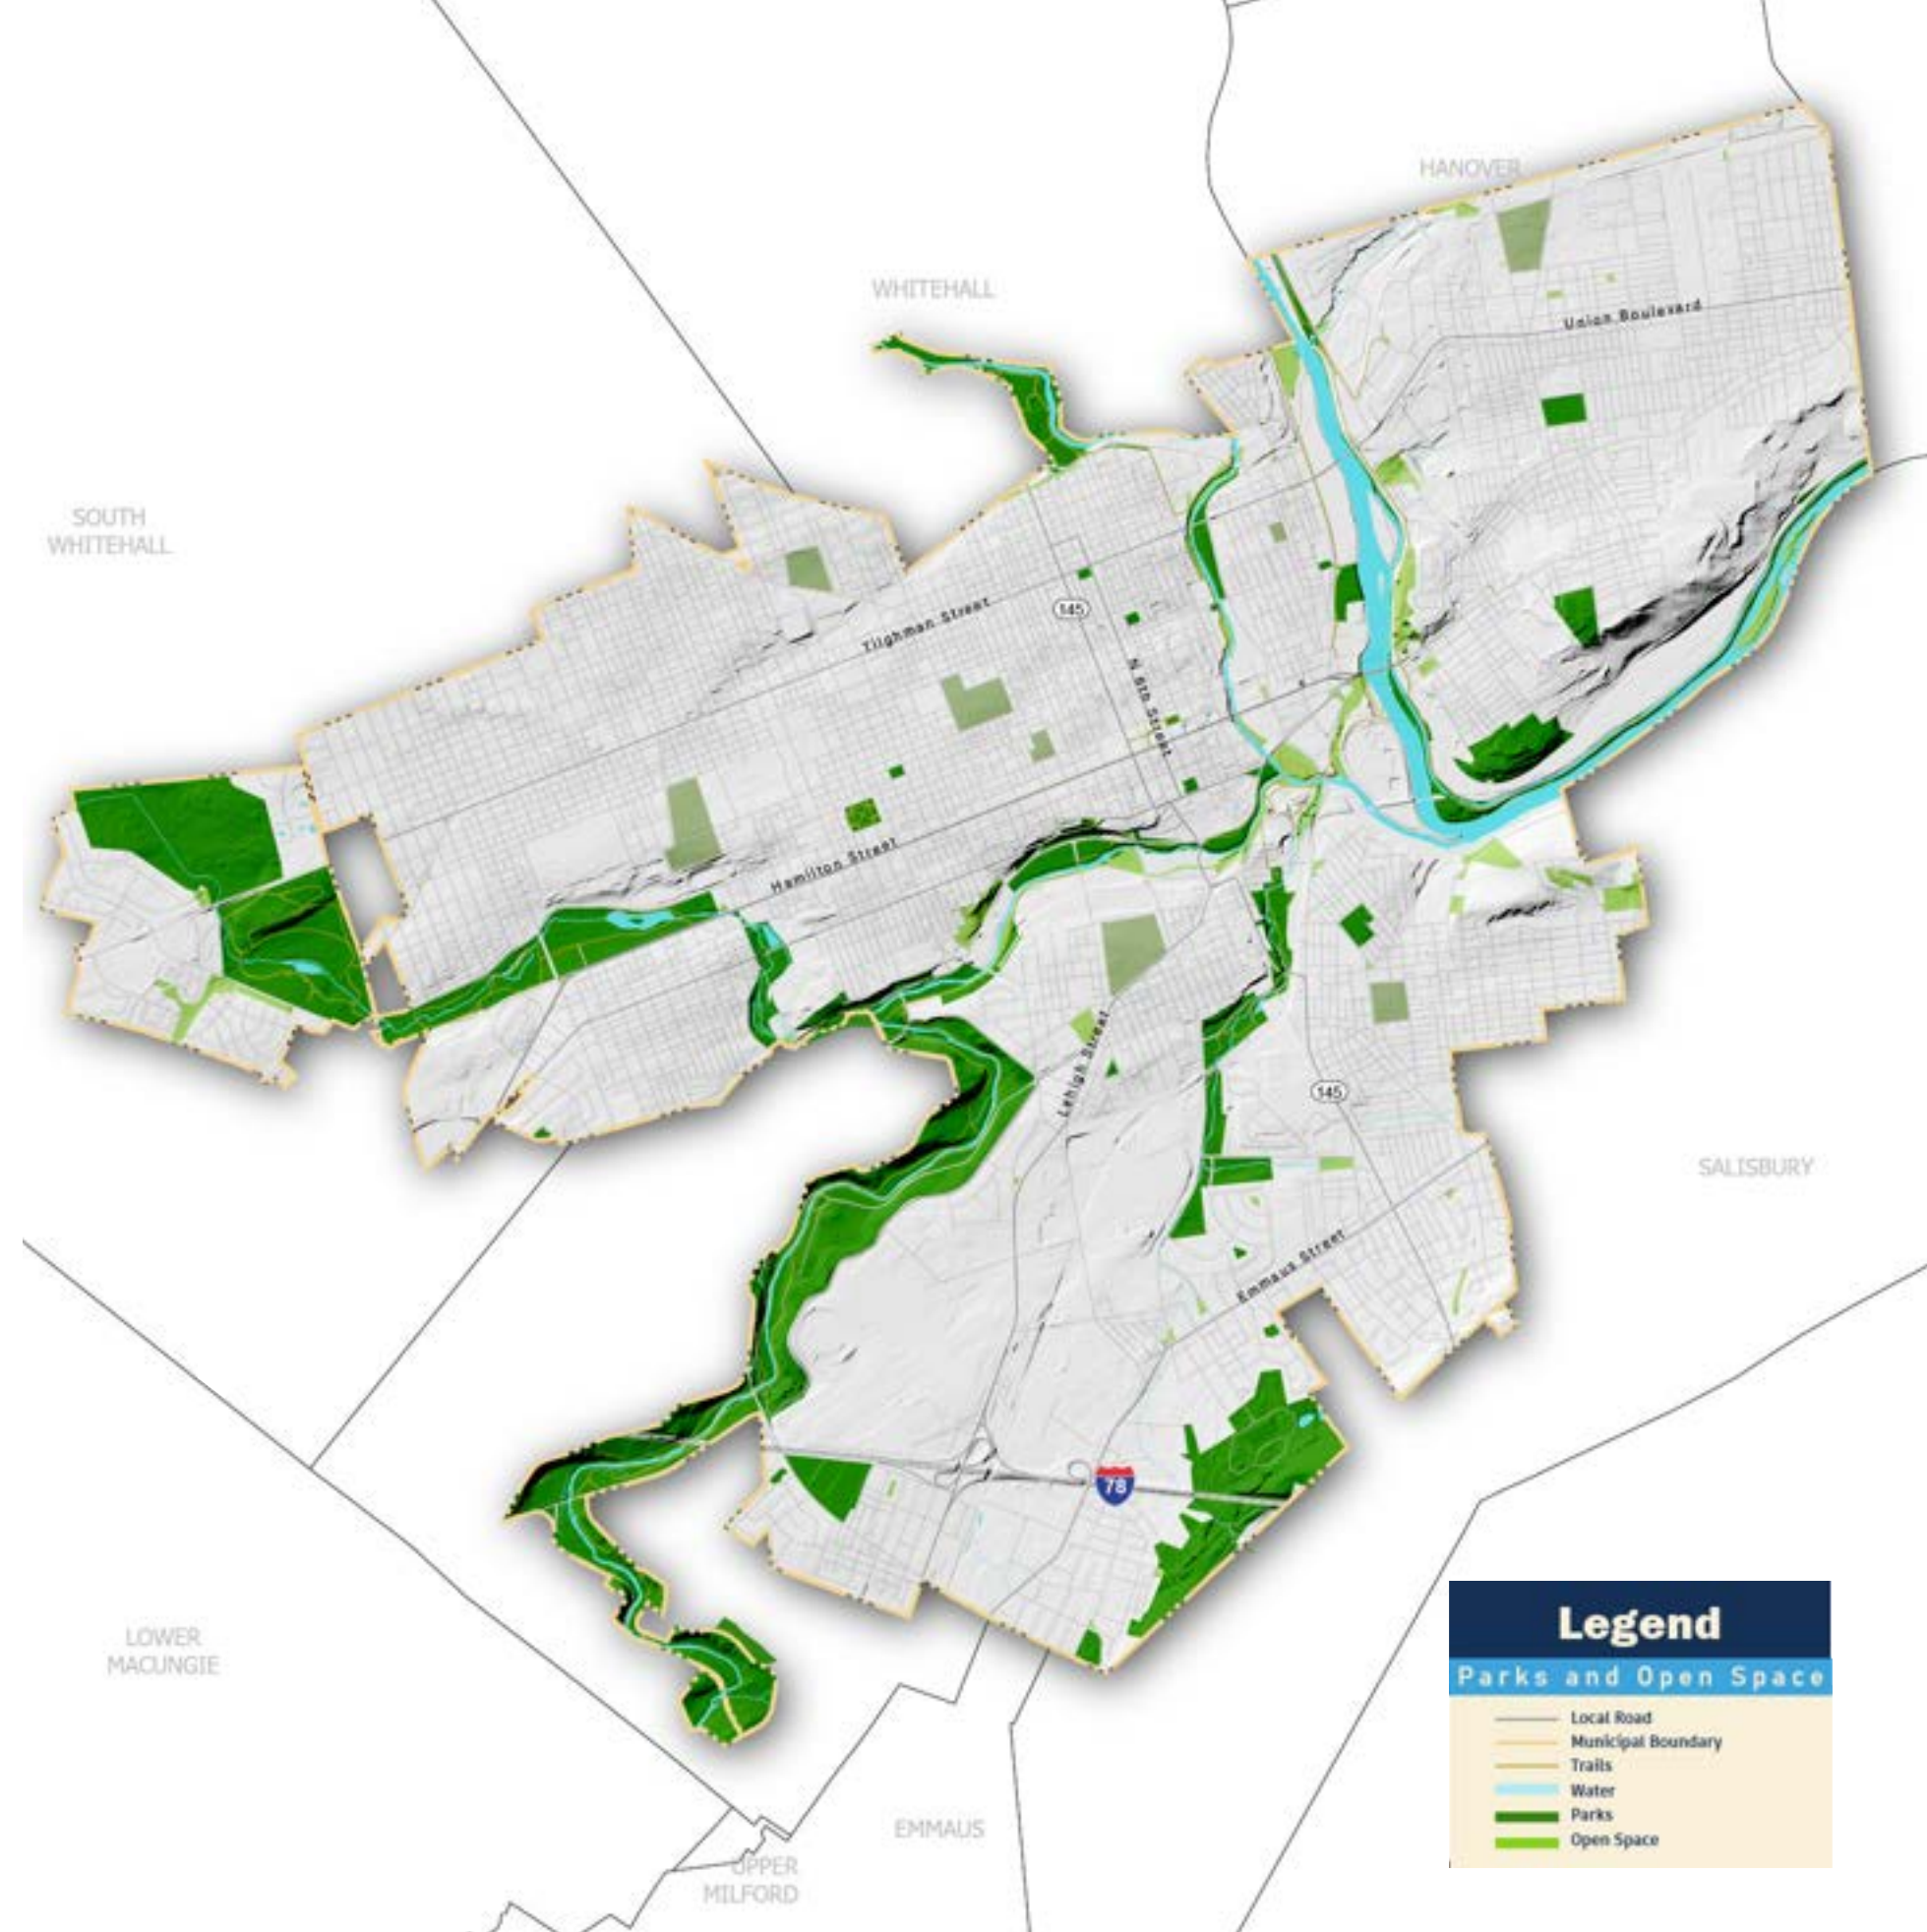 HANOVER
WHITEHALL
Union Boulevard
SOUTH
WHITEHALL
Tilghman Street
145
N 6th Street
Hamilton Street
Lehigh Street
145
SALISBURY
Emmaus Street
78
LOWER
MACUNGIE
EMMAUS
UPPER
MILFORD
Legend
Parks and Open Space
Local Road
Municipal Boundary
Trails
Water
Parks
Open Space